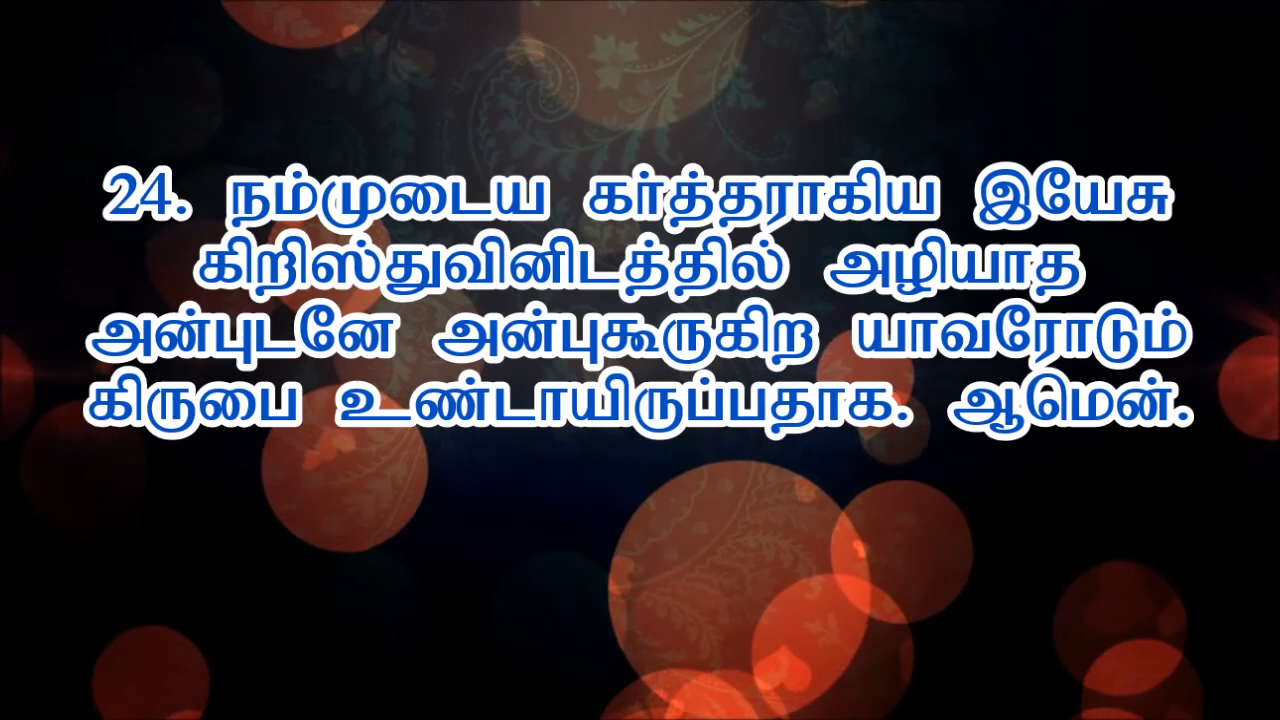 24. நம்முடைய கர்த்தராகிய இயேசு
கிறிஸ்துவினிடத்தில் அழியாத
அன்புடனே அன்புகூருகிற யாவரோடும்
கிருபை உண்டாயிருப்பதாக. ஆமென்.